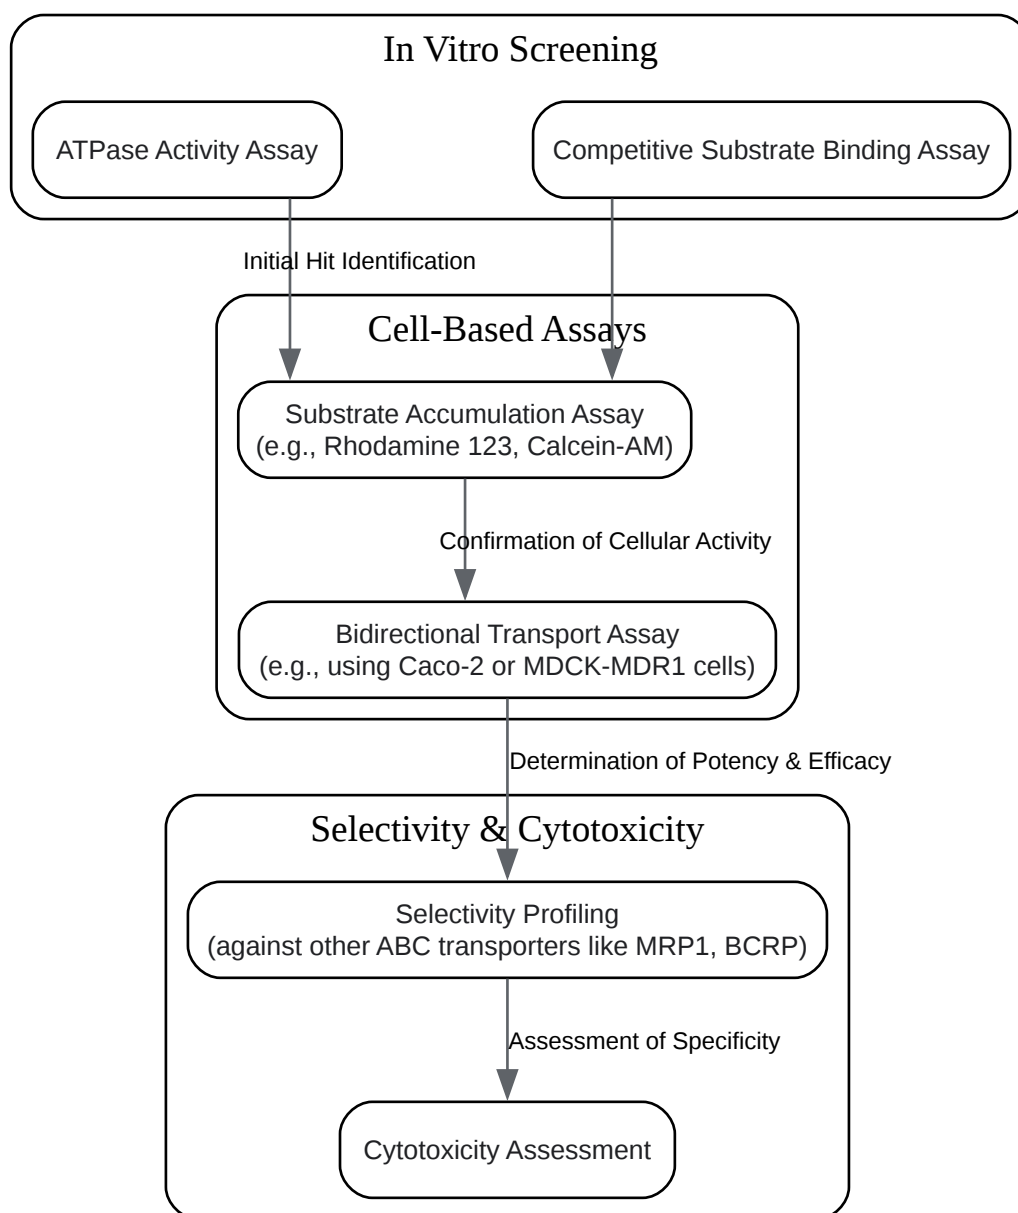 In Vitro Screening
ATPase Activity Assay
Competitive Substrate Binding Assay
Initial Hit Identification
Cell-Based Assays
Substrate Accumulation Assay
(e.g., Rhodamine 123, Calcein-AM)
Confirmation of Cellular Activity
Bidirectional Transport Assay
(e.g., using Caco-2 or MDCK-MDR1 cells)
Determination of Potency & Efficacy
Selectivity & Cytotoxicity
Selectivity Profiling
(against other ABC transporters like MRP1, BCRP)
Assessment of Specificity
Cytotoxicity Assessment